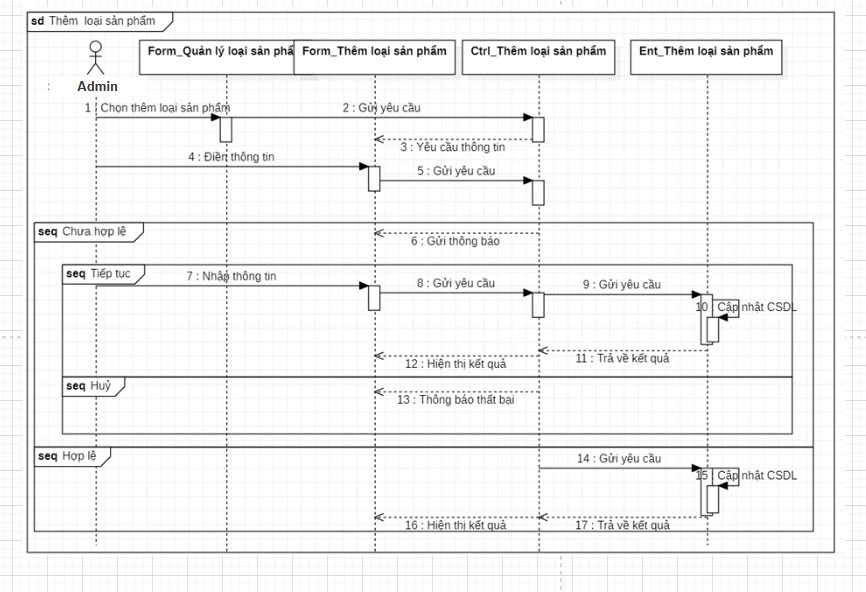 sd Thêm loại sản phẩm
Form_Quản lý loại sản phẩ
Form_Thêm loại sản phẩm
Ctrl_Thêm loại sản phẩm
Ent_Thêm loại sản phẩm
: Admin
1 : Chọn thêm loại sản phẩm
2 : Gửi yêu cầu
3 : Yêu cầu thông tin
4 : Điền thông tin
5 : Gửi yêu cầu
seq Chưa hợp lệ
6 : Gửi thông báo
seq Tiếp tục
7 : Nhập thông tin
8 : Gửi yêu cầu
9 : Gửi yêu cầu
10 : Cập nhật CSDL
11 : Trả về kết quả
12 : Hiện thị kết quả
seq Huỷ
13 : Thông báo thất bại
seq Hợp lệ
14 : Gửi yêu cầu
15 : Cập nhật CSDL
16 : Hiện thị kết quả
17 : Trả về kết quả